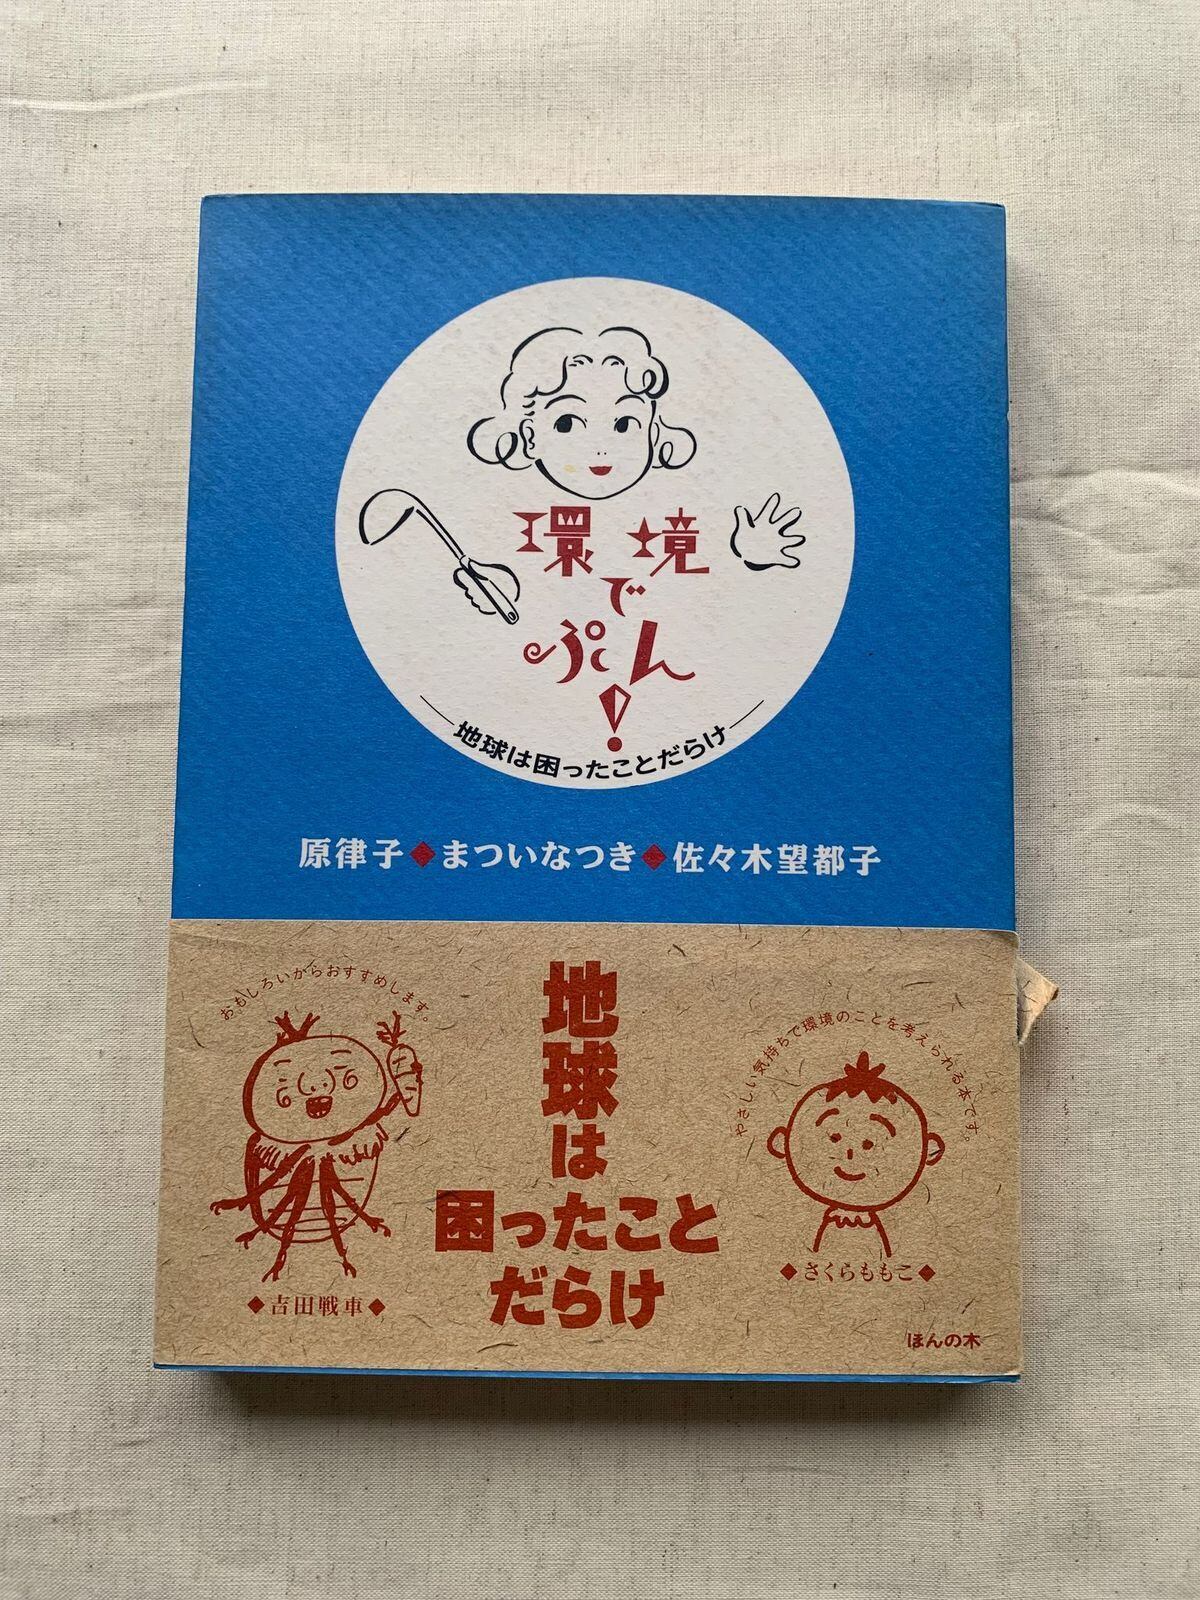 環境
で
ぷん!
地球は困ったことだらけ
原律子◆まついなつき◆佐々木望都子
おもしろいからおすすめします。
◆吉田戦車◆
地球は
困ったこと
だらけ
やさしい気持ちで環境のことを考えられる本です。
◆さくらももこ◆
ほんの木